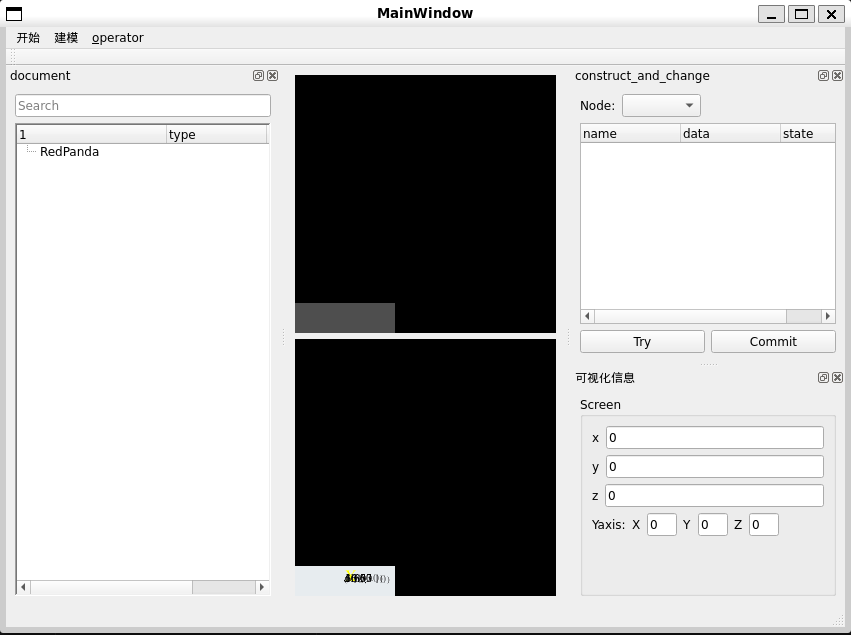 MainWindow
开始 建模 operator
document
Search
1 type
RedPanda
construct_and_change
Node:
name data state
Try Commit
可视化信息
Screen
x 0
y 0
z 0
Yaxis: X 0 Y 0 Z 0